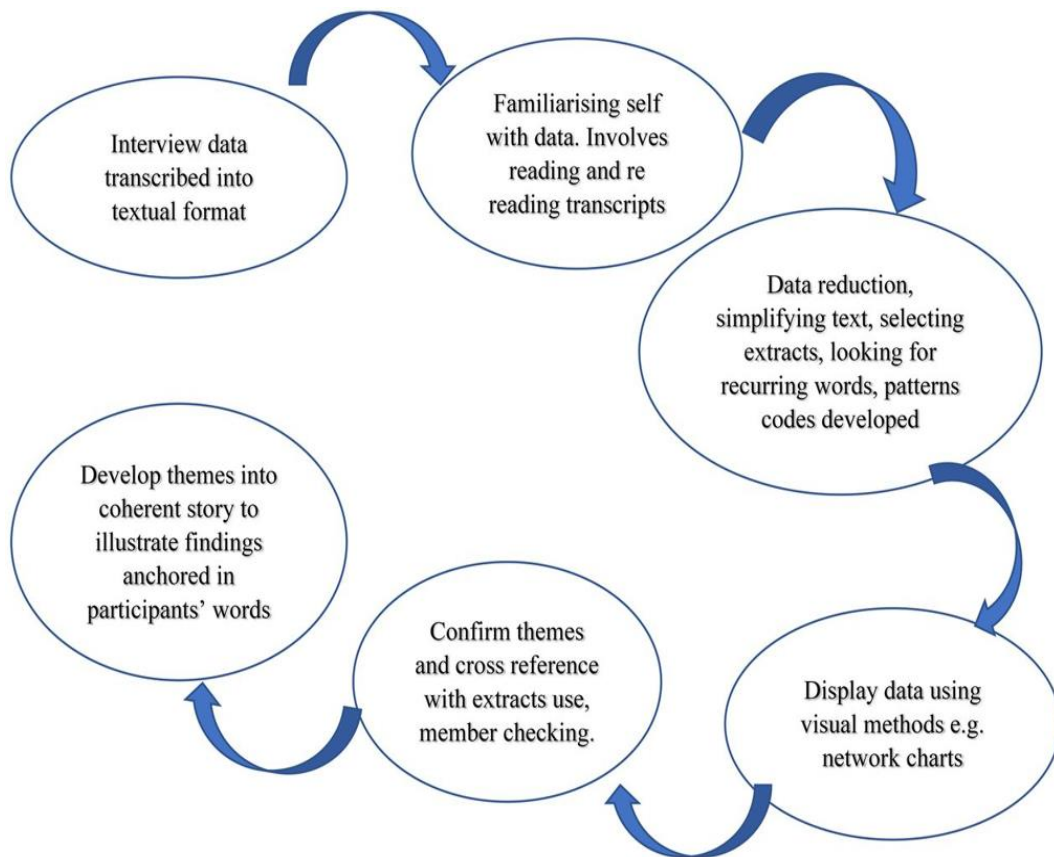 Interview data
transcribed into
textual format
Familiarising self
with data. Involves
reading and re
reading transcripts
Data reduction,
simplifying text, selecting
extracts, looking for
recurring words, patterns
codes developed
Display data using
visual methods e.g.
network charts
Confirm themes
and cross reference
with extracts use,
member checking.
Develop themes into
coherent story to
illustrate findings
anchored in
participants’ words